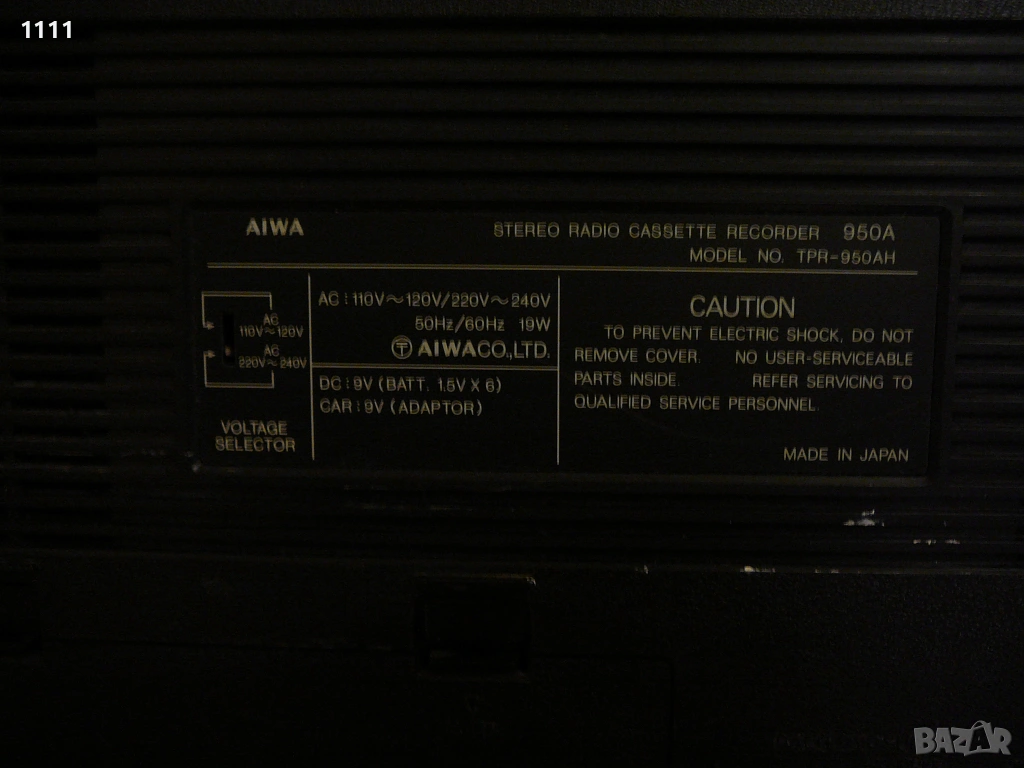 1111
AIWA
STEREO RADIO CASSETTE RECORDER 950A
MODEL NO. TPR-950AH
AC
110V~120V
AC
220V~240V
VOLTAGE
SELECTOR
AC:110V~120V/220V~240V
50Hz/60Hz 19W
AIWA CO.,LTD.
DC:9V (BATT. 1.5V X 6)
CAR:9V (ADAPTOR)
CAUTION
TO PREVENT ELECTRIC SHOCK, DO NOT
REMOVE COVER. NO USER-SERVICEABLE
PARTS INSIDE. REFER SERVICING TO
QUALIFIED SERVICE PERSONNEL.
MADE IN JAPAN
BAZAR